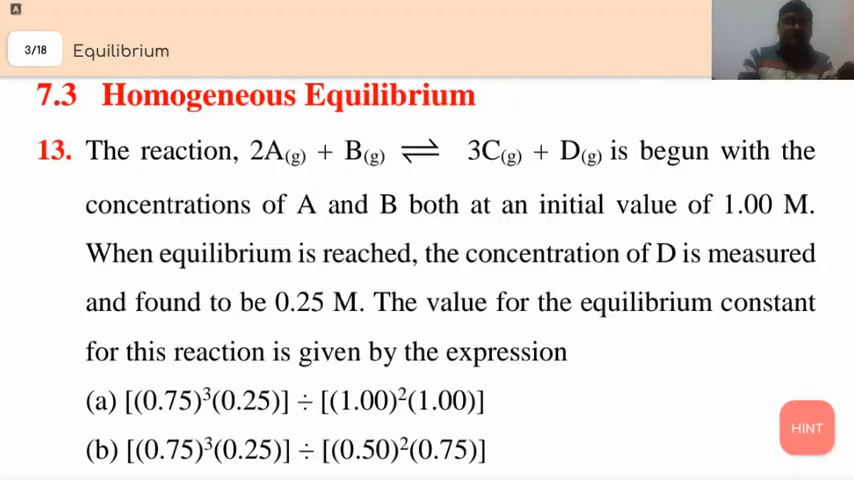 A
3/18 Equilibrium
7.3 Homogeneous Equilibrium
13. The reaction, 2A(g) + B(g) ⇌ 3C(g) + D(g) is begun with the
concentrations of A and B both at an initial value of 1.00 M.
When equilibrium is reached, the concentration of D is measured
and found to be 0.25 M. The value for the equilibrium constant
for this reaction is given by the expression
(a) [(0.75)³(0.25)] ÷ [(1.00)²(1.00)]
(b) [(0.75)³(0.25)] ÷ [(0.50)²(0.75)]
HINT